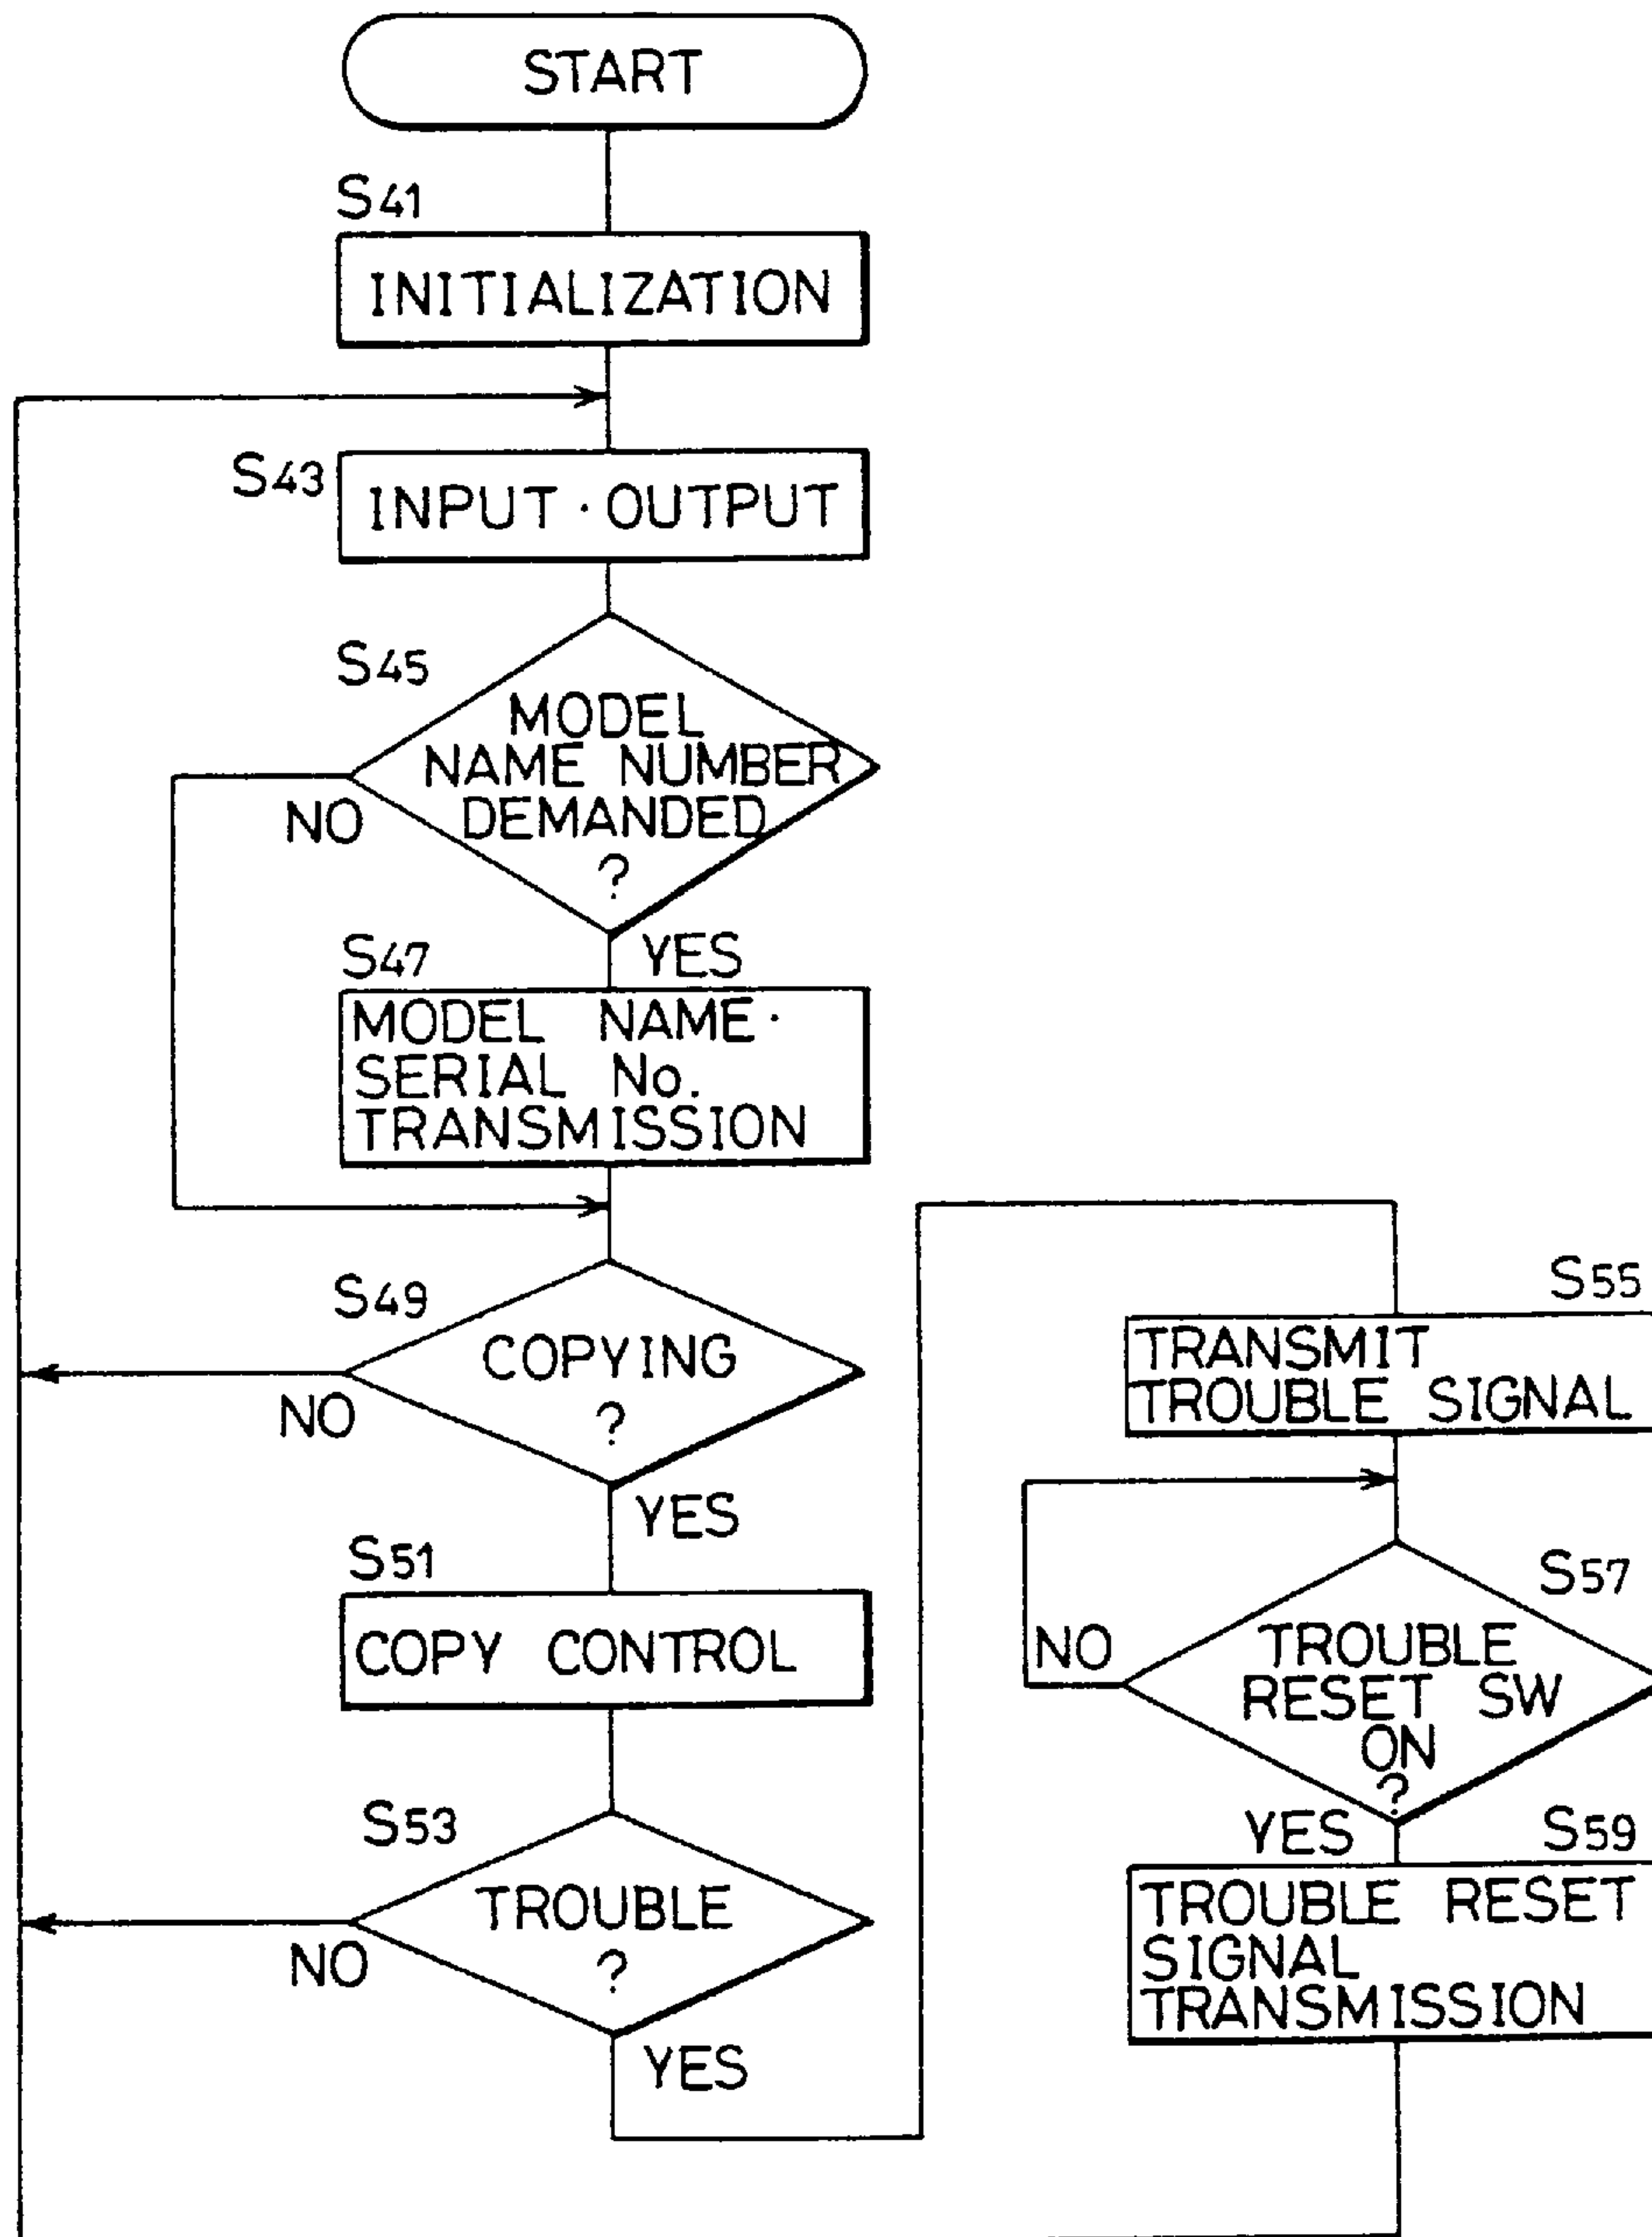 START
S41
INITIALIZATION
S43
INPUT · OUTPUT
S45
MODEL
NAME NUMBER
DEMANDED
?
NO
YES
S47
MODEL NAME ·
SERIAL No.
TRANSMISSION
S49
COPYING
?
NO
YES
S51
COPY CONTROL
S53
TROUBLE
?
NO
YES
S55
TRANSMIT
TROUBLE SIGNAL
S57
TROUBLE
RESET SW
ON
?
NO
YES
S59
TROUBLE RESET
SIGNAL
TRANSMISSION